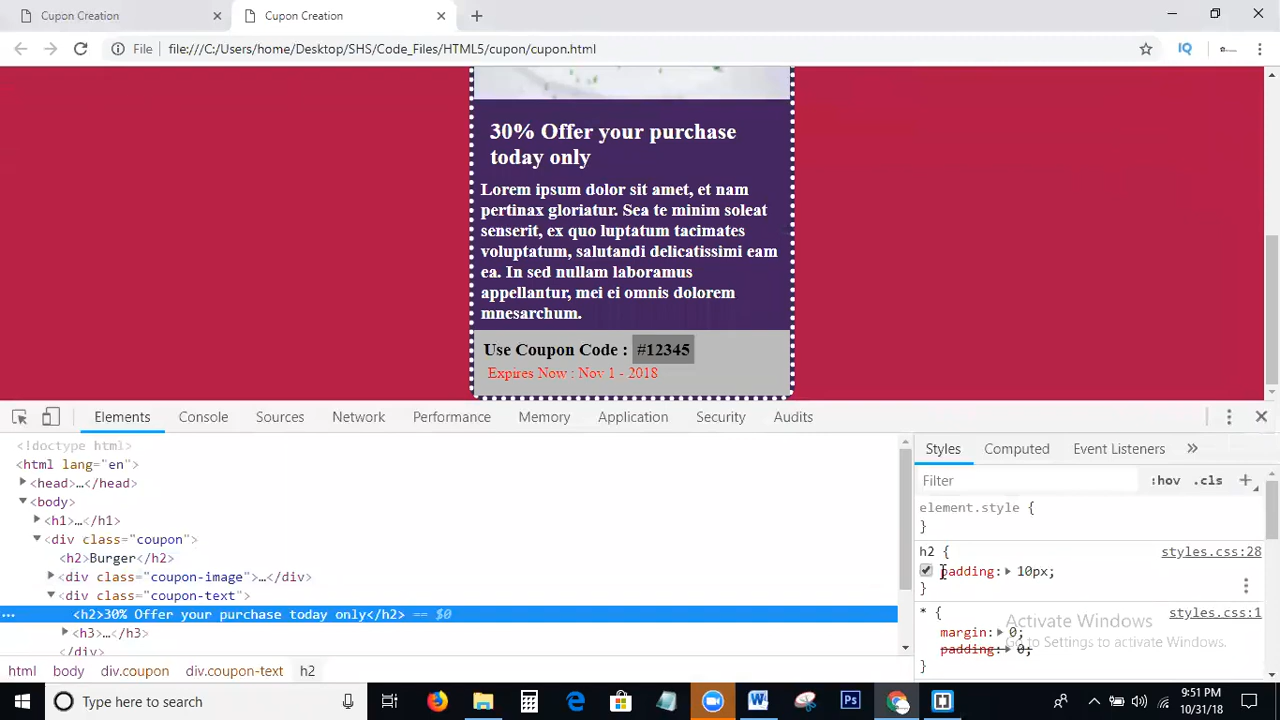 Cupon Creation
Cupon Creation
File file:///C:/Users/home/Desktop/SHS/Code_Files/HTML5/cupon/cupon.html
IQ
30% Offer your purchase
today only
Lorem ipsum dolor sit amet, et nam
pertinax gloriatur. Sea te minim soleat
senserit, ex quo luptatum tacimates
voluptatum, salutandi delicatissimi eam
ea. In sed nullam laboramus
appellantur, mei ei omnis dolorem
mnesarchum.
Use Coupon Code : #12345
Expires Now : Nov 1 - 2018
Elements Console Sources Network Performance Memory Application Security Audits
<!doctype html>
<html lang="en">
<head>…</head>
<body>
<h1>…</h1>
<div class="coupon">
<h2>Burger</h2>
<div class="coupon-image">…</div>
<div class="coupon-text">
… <h2>30% Offer your purchase today only</h2> == $0
<h3>…</h3>
</div>
html body div.coupon div.coupon-text h2
Styles Computed Event Listeners »
Filter :hov .cls +
element.style {
}
h2 { styles.css:28
padding: 10px;
}
* { styles.css:1
margin: 0;
padding: 0;
}
Activate Windows
Go to Settings to activate Windows.
Type here to search
W
Ps
9:51 PM
10/31/18